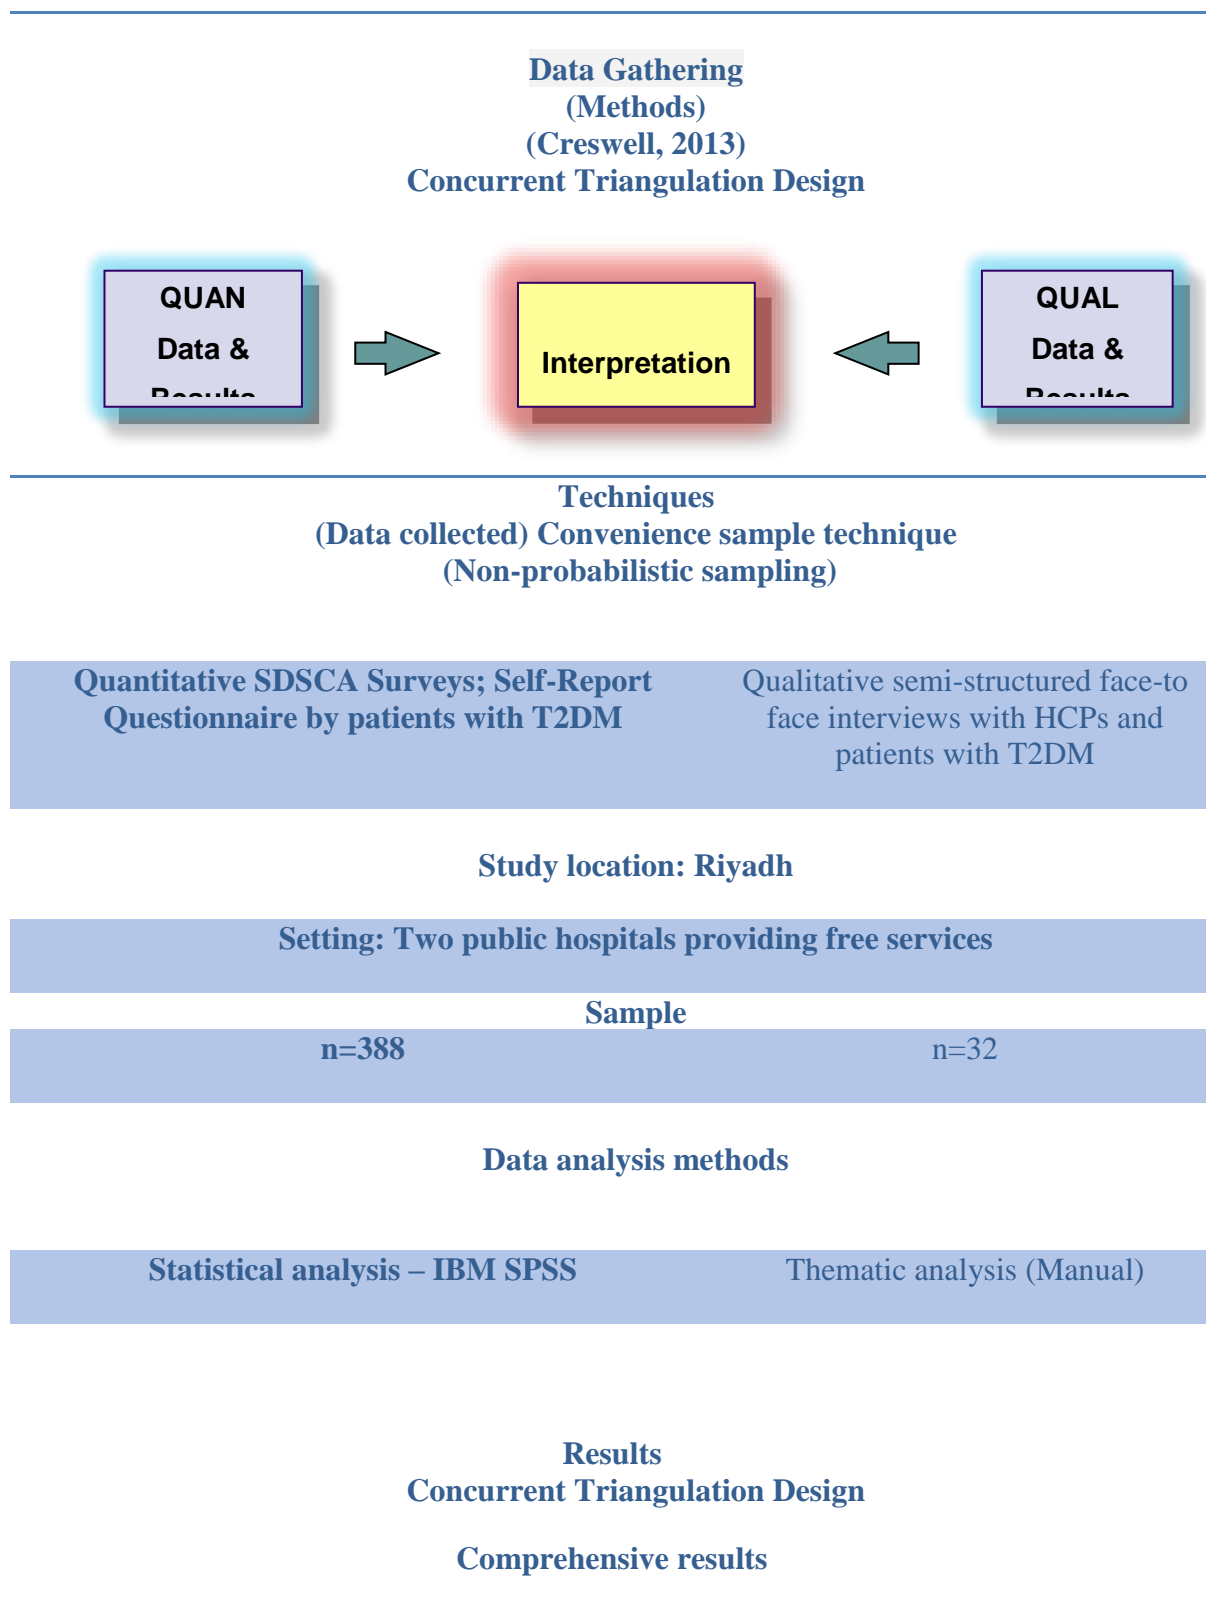 Data Gathering
(Methods)
(Creswell, 2013)
Concurrent Triangulation Design
QUAN
Data &
Results
Interpretation
QUAL
Data &
Results
Techniques
(Data collected) Convenience sample technique
(Non-probabilistic sampling)
Quantitative SDSCA Surveys; Self-Report
Questionnaire by patients with T2DM
Qualitative semi-structured face-to
face interviews with HCPs and
patients with T2DM
Study location: Riyadh
Setting: Two public hospitals providing free services
Sample
n=388
n=32
Data analysis methods
Statistical analysis – IBM SPSS
Thematic analysis (Manual)
Results
Concurrent Triangulation Design
Comprehensive results